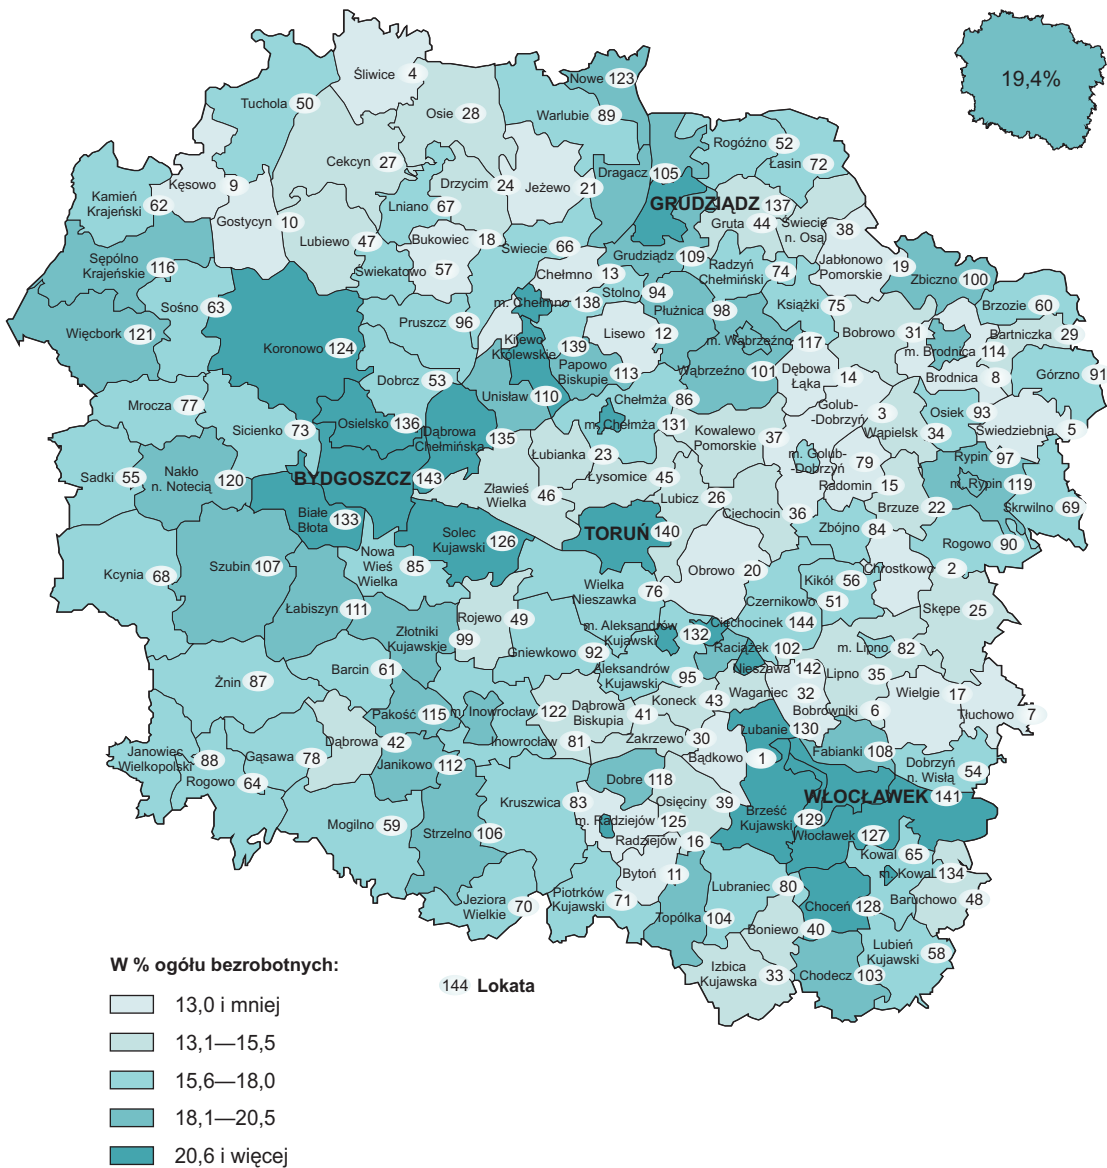 19,4%
Śliwice 4
Nowe 123
Tuchola 50
Osie 28
Warlubie 89
Rogóźno 52
Łasin 72
Cekcyn 27
Dragacz 105
Kęsowo 9
Drzycim 24
Jeżewo 21
Kamień
Krajeński 62
Lniano 67
GRUDZIĄDZ 137
Gostycyn 10
Gruta 44
Świecie
n. Osą 38
Lubiewo 47
Bukowiec 18
Świecie 66
Grudziądz 109
Sępólno
Krajeńskie 116
Świekatowo 57
Chełmno 13
Radzyń
Chełmiński 74
Jabłonowo
Pomorskie 19
Zbiczno 100
Sośno 63
m. Chełmno 138
Stolno 94
Płużnica 98
Książki 75
Brzozie 60
Więcbork 121
Pruszcz 96
Koronowo 124
Kijewo
Królewskie 139
Lisewo 12
m. Wąbrzeźno 117
Bobrowo 31
Bartniczka 29
m. Brodnica 114
Papowo
Biskupie 113
Wąbrzeźno 101
Dębowa
Łąka 14
Brodnica 8
Górzno 91
Dobrcz 53
Unisław 110
Chełmża 86
Mrocza 77
Golub-
-Dobrzyń 3
Osiek 93
Sicienko 73
Osielsko 136
Dąbrowa
Chełmińska 135
m. Chełmża 131
Kowalewo
Pomorskie 37
Wąpielsk 34
Świedziebnia 5
Łubianka 23
m. Golub-
-Dobrzyń 79
Rypin 97
Sadki 55
Nakło
n. Notecią 120
BYDGOSZCZ 143
Zławieś
Wielka 46
Łysomice 45
Radomin 15
m. Rypin 119
Lubicz 26
Ciechocin 36
Brzuze 22
Skrwilno 69
Białe
Błota 133
Solec
Kujawski 126
TORUŃ 140
Zbójno 84
Rogowo 90
Kcynia 68
Szubin 107
Nowa
Wieś
Wielka 85
Obrowo 20
Chrostkowo 2
Kikół 56
Wielka
Nieszawka 76
Czernikowo 51
Skępe 25
Łabiszyn 111
Rojewo 49
Złotniki
Kujawskie 99
m. Aleksandrów
Kujawski 132
Ciechocinek 144
Raciążek 102
m. Lipno 82
Gniewkowo 92
Barcin 61
Aleksandrów
Kujawski 95
Nieszawa 142
Lipno 35
Żnin 87
Waganiec 32
Wielgie 17
Koneck 43
Bobrowniki 6
Tłuchowo 7
Pakość 115
m. Inowrocław 122
Dąbrowa
Biskupia 41
Lubanie 130
Zakrzewo 30
Dąbrowa 42
Inowrocław 81
Bądkowo 1
Fabianki 108
Janowiec
Wielkopolski 88
Gąsawa 78
Janikowo 112
Dobrzyń
n. Wisłą 54
Rogowo 64
Dobre 118
WŁOCŁAWEK 141
Kruszwica 83
Osięciny 39
Brześć
Kujawski 129
Mogilno 59
Strzelno 106
m. Radziejów 125
Włocławek 127
Radziejów 16
Kowal 65
m. Kowal 134
Bytoń 11
Lubraniec 80
Jeziora
Wielkie 70
Piotrków
Kujawski 71
Choceń 128
Baruchowo 48
Topólka 104
Boniewo 40
Lubień
Kujawski 58
Izbica
Kujawska 33
Chodecz 103
W % ogółu bezrobotnych:
144 Lokata
13,0 i mniej
13,1—15,5
15,6—18,0
18,1—20,5
20,6 i więcej